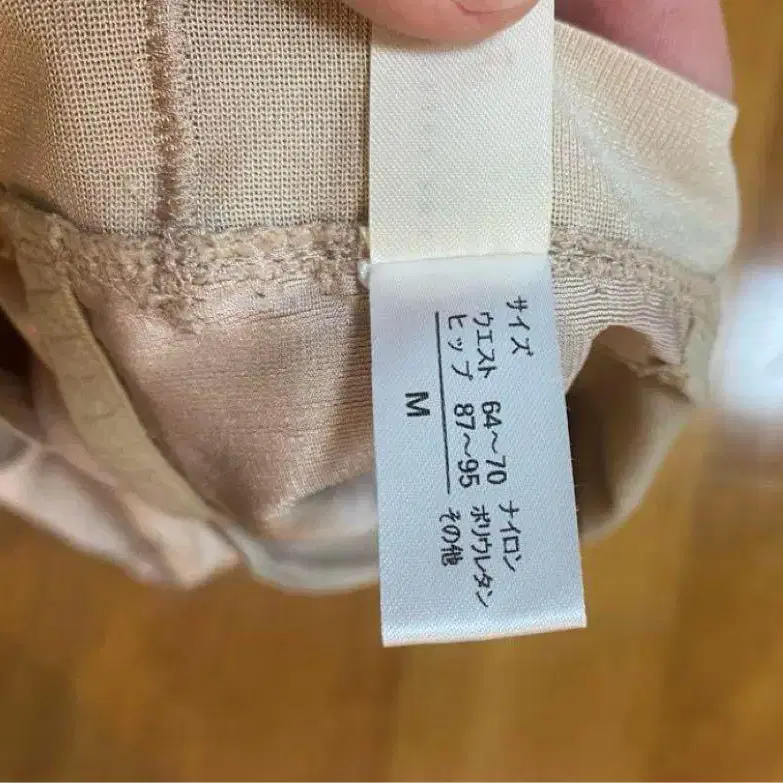 サイズ
ウエスト 64～70
ヒップ 87～95
M
ナイロン
ポリウレタン
その他